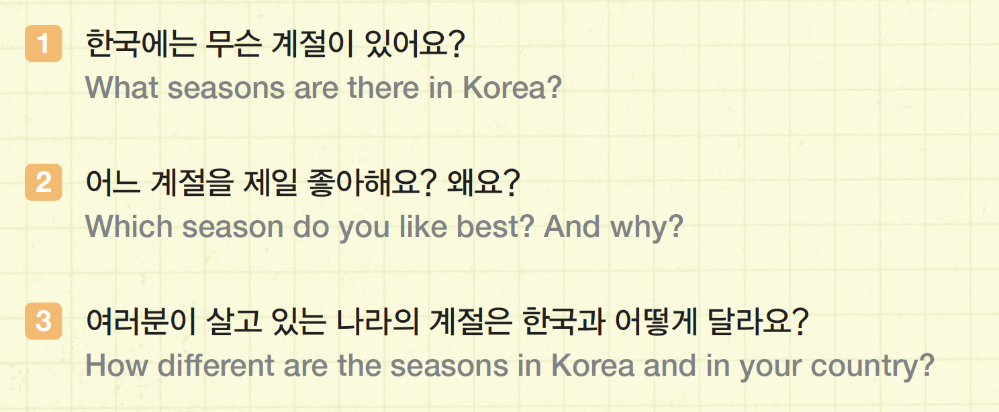 1 한국에는 무슨 계절이 있어요?
What seasons are there in Korea?
2 어느 계절을 제일 좋아해요? 왜요?
Which season do you like best? And why?
3 여러분이 살고 있는 나라의 계절은 한국과 어떻게 달라요?
How different are the seasons in Korea and in your country?